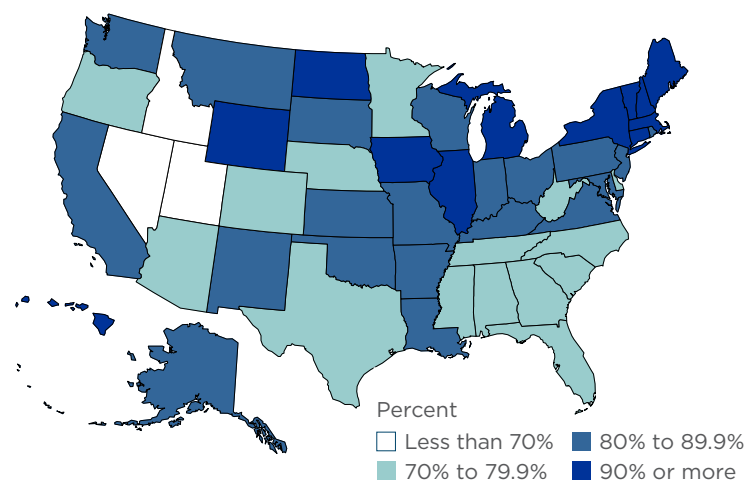 Percent
Less than 70%
80% to 89.9%
70% to 79.9%
90% or more